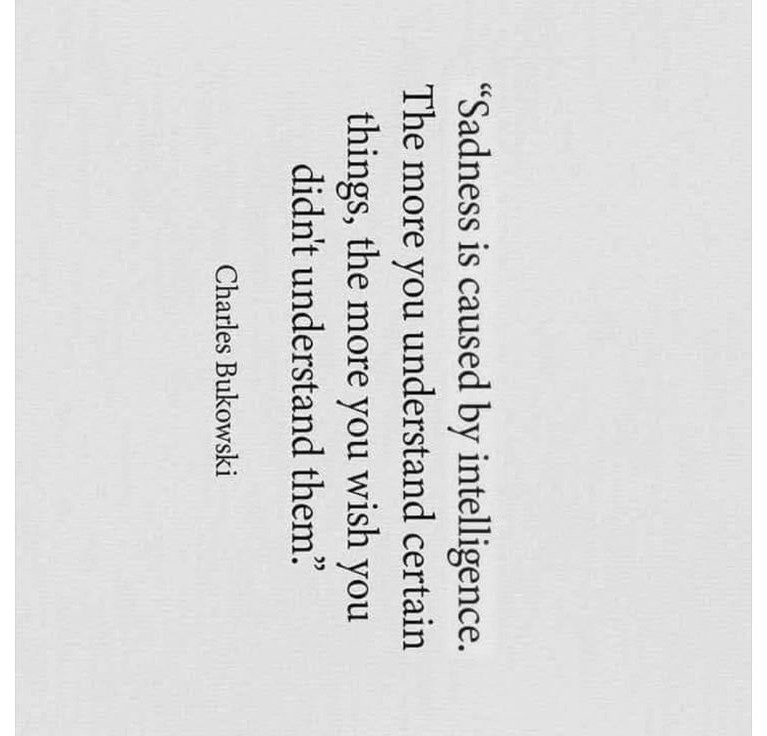 “Sadness is caused by intelligence.
The more you understand certain
things, the more you wish you
didn't understand them.”
Charles Bukowski